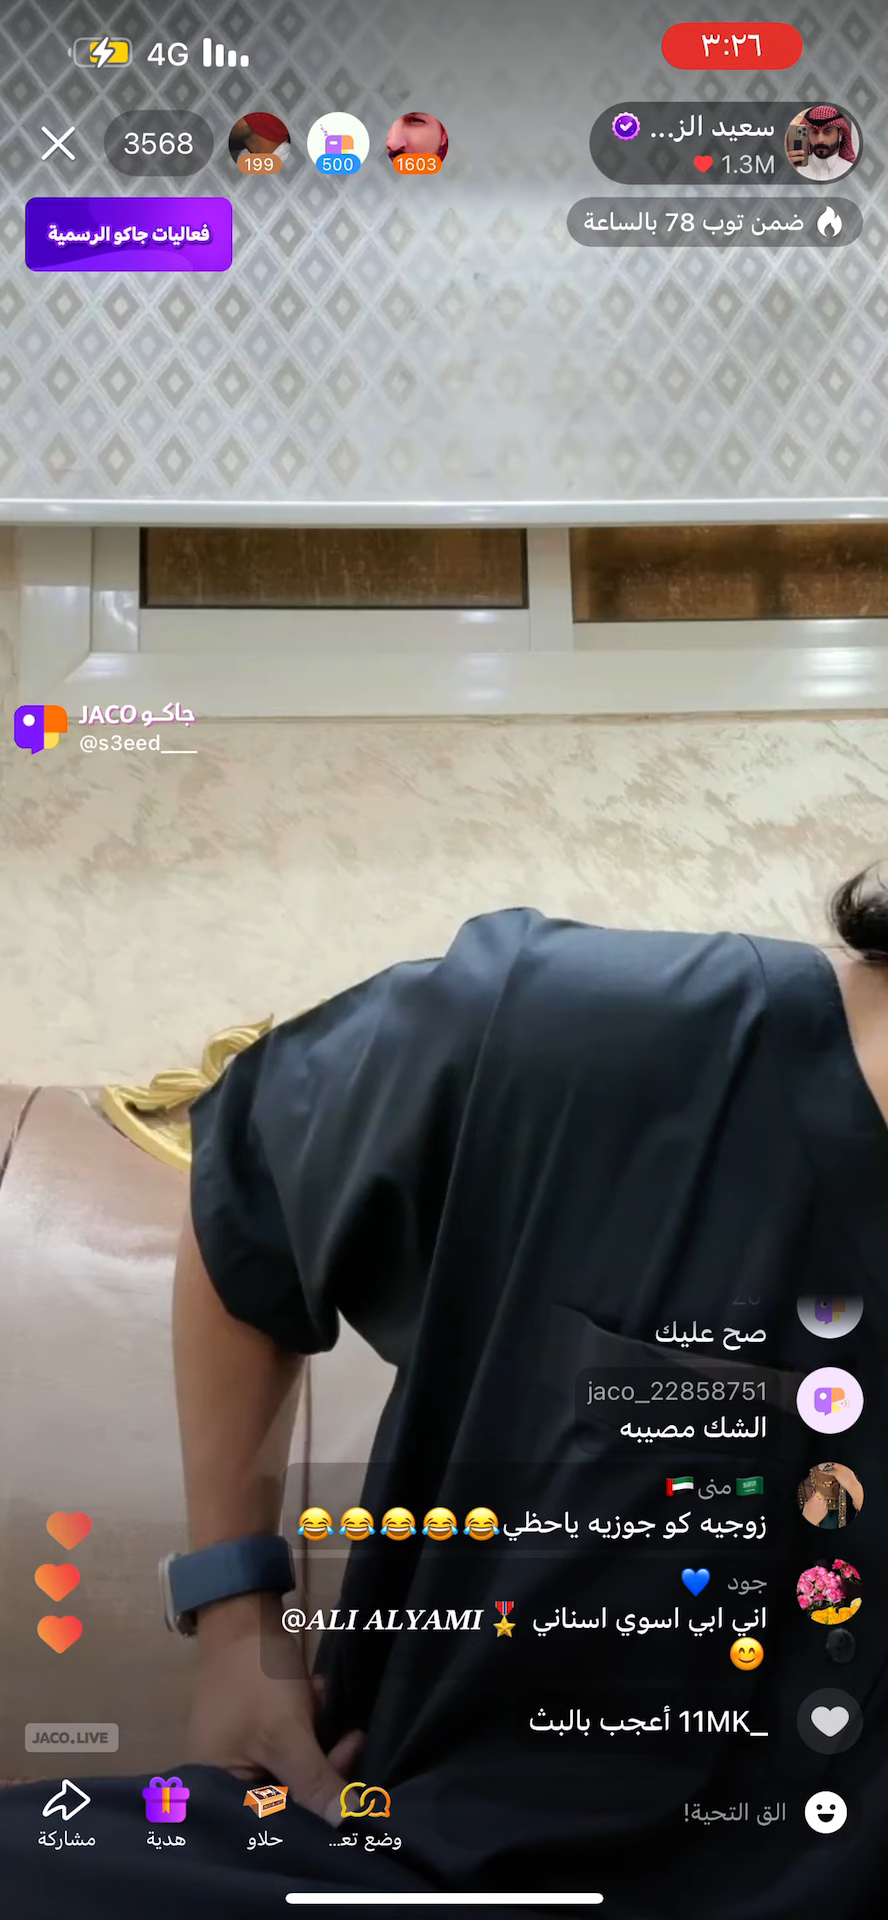 4G
٣:٢٦
3568
199
500
1603
سعيد الز...
1.3M
ضمن توب 78 بالساعة
فعاليات جاكو الرسمية
جاكو JACO
@s3eed___
صح عليك
jaco_22858751
الشك مصيبه
منى
زوجيه كو جوزيه ياحظي😂😂😂😂😂
جود 💙
اني ابي اسوي اسناني 🎖️ @ALI ALYAMI
😊
_11MK أعجب بالبث
JACO.LIVE
الق التحية!
وضع تعـ...
حلاو
هدية
مشاركة